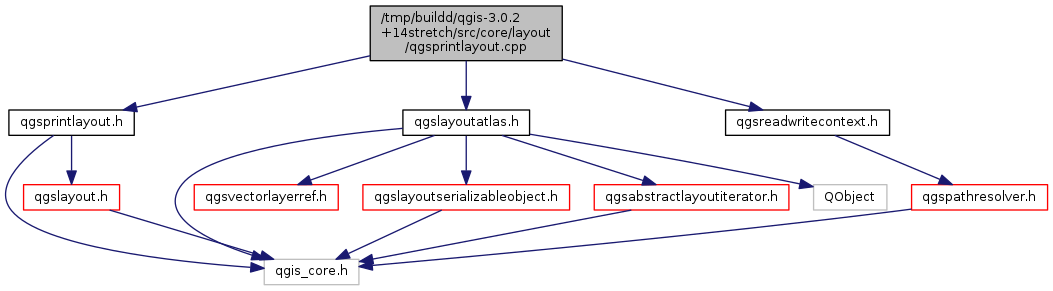 /tmp/buildd/qgis-3.0.2
+14stretch/src/core/layout
/qgsprintlayout.cpp
qgsprintlayout.h
qgslayoutatlas.h
qgsreadwritecontext.h
qgslayout.h
qgsvectorlayerref.h
qgslayoutserializableobject.h
qgsabstractlayoutiterator.h
QObject
qgspathresolver.h
qgis_core.h